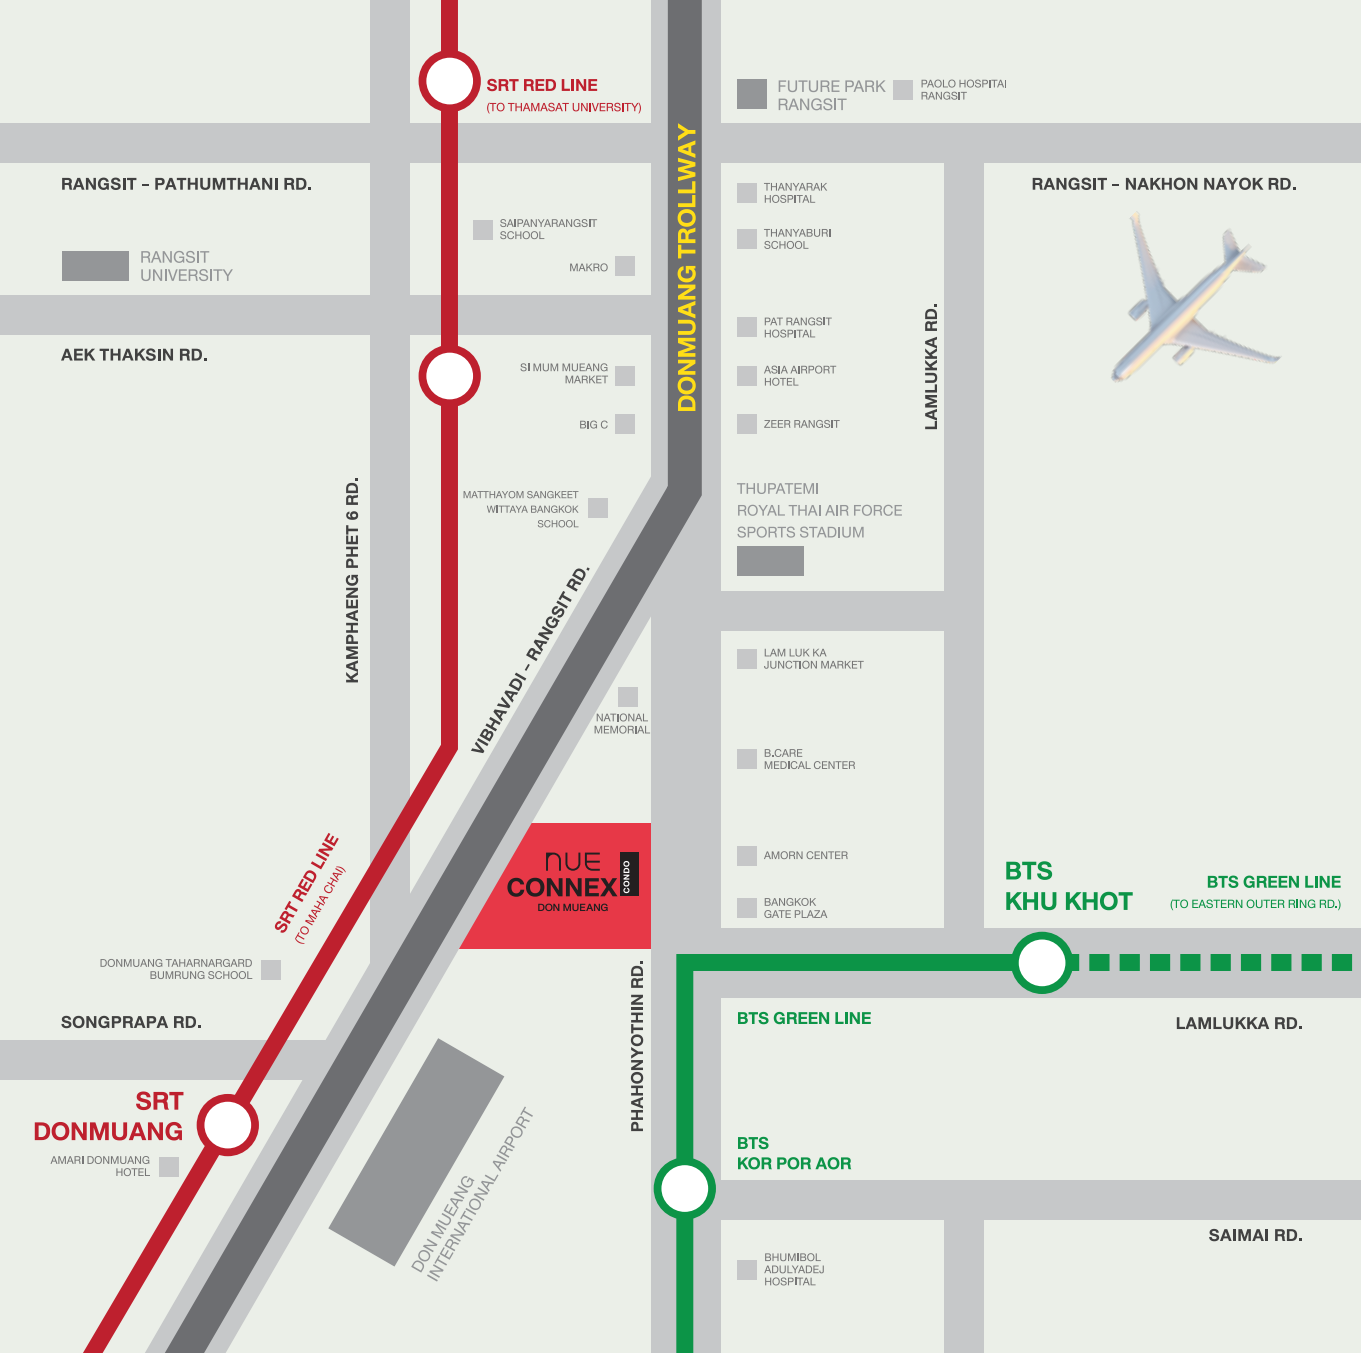 SRT RED LINE
(TO THAMASAT UNIVERSITY)
FUTURE PARK
RANGSIT
PAOLO HOSPITAL
RANGSIT
DONMUANG TROLLWAY
RANGSIT – PATHUMTHANI RD.
RANGSIT – NAKHON NAYOK RD.
THANYARAK
HOSPITAL
SAIPANYARANGSIT
SCHOOL
THANYABURI
SCHOOL
RANGSIT
UNIVERSITY
MAKRO
PAT RANGSIT
HOSPITAL
LAMLUKKA RD.
AEK THAKSIN RD.
SI MUM MUEANG
MARKET
ASIA AIRPORT
HOTEL
BIG C
ZEER RANGSIT
KAMPHAENG PHET 6 RD.
MATTHAYOM SANGKEET
WITTAYA BANGKOK
SCHOOL
THUPATEMI
ROYAL THAI AIR FORCE
SPORTS STADIUM
VIBHAVADI – RANGSIT RD.
LAM LUK KA
JUNCTION MARKET
NATIONAL
MEMORIAL
B.CARE
MEDICAL CENTER
SRT RED LINE
(TO MAHA CHAI)
NUE
CONNEX
CONDO
DON MUEANG
AMORN CENTER
BANGKOK
GATE PLAZA
BTS
KHU KHOT
BTS GREEN LINE
(TO EASTERN OUTER RING RD.)
DONMUANG TAHARNARGARD
BUMRUNG SCHOOL
PHAHONYOTHIN RD.
SONGPRAPA RD.
BTS GREEN LINE
LAMLUKKA RD.
SRT
DONMUANG
AMARI DONMUANG
HOTEL
DON MUEANG
INTERNATIONAL AIRPORT
BTS
KOR POR AOR
SAIMAI RD.
BHUMIBOL
ADULYADEJ
HOSPITAL